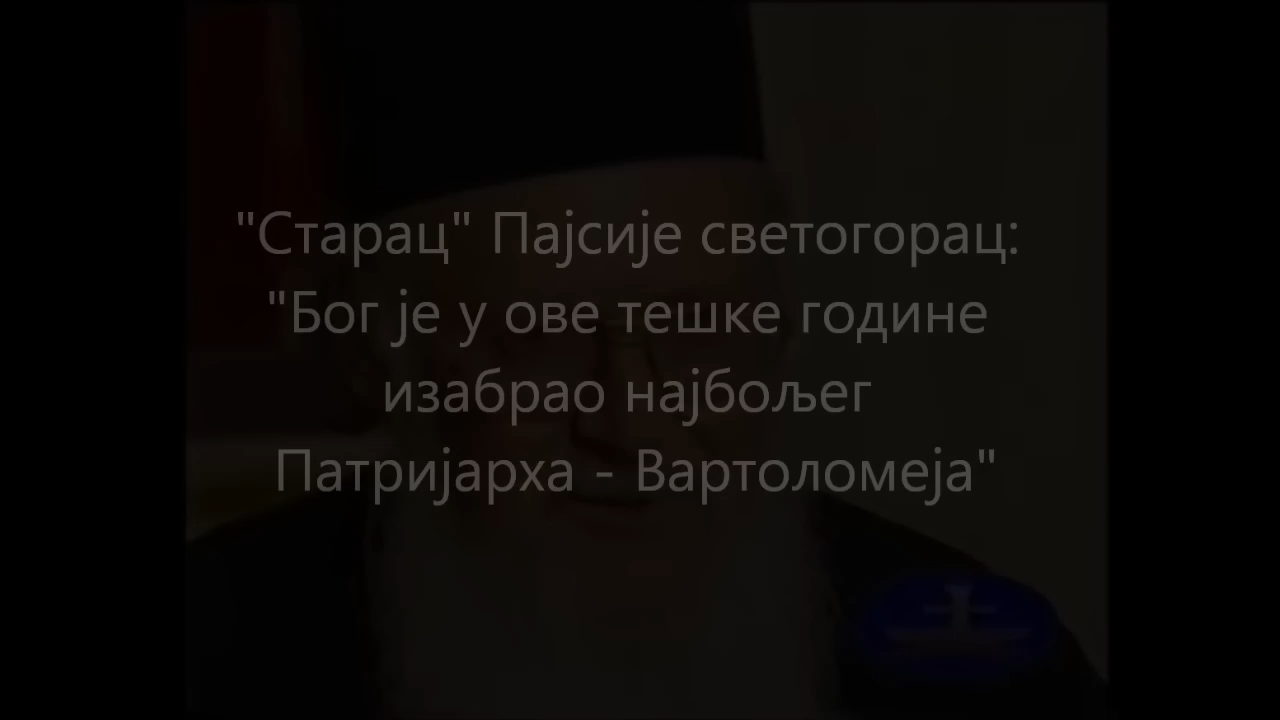 "Старац" Пајсије светогорац:
"Бог је у ове тешке године
изабрао најбољег
Патријарха - Вартоломеја"